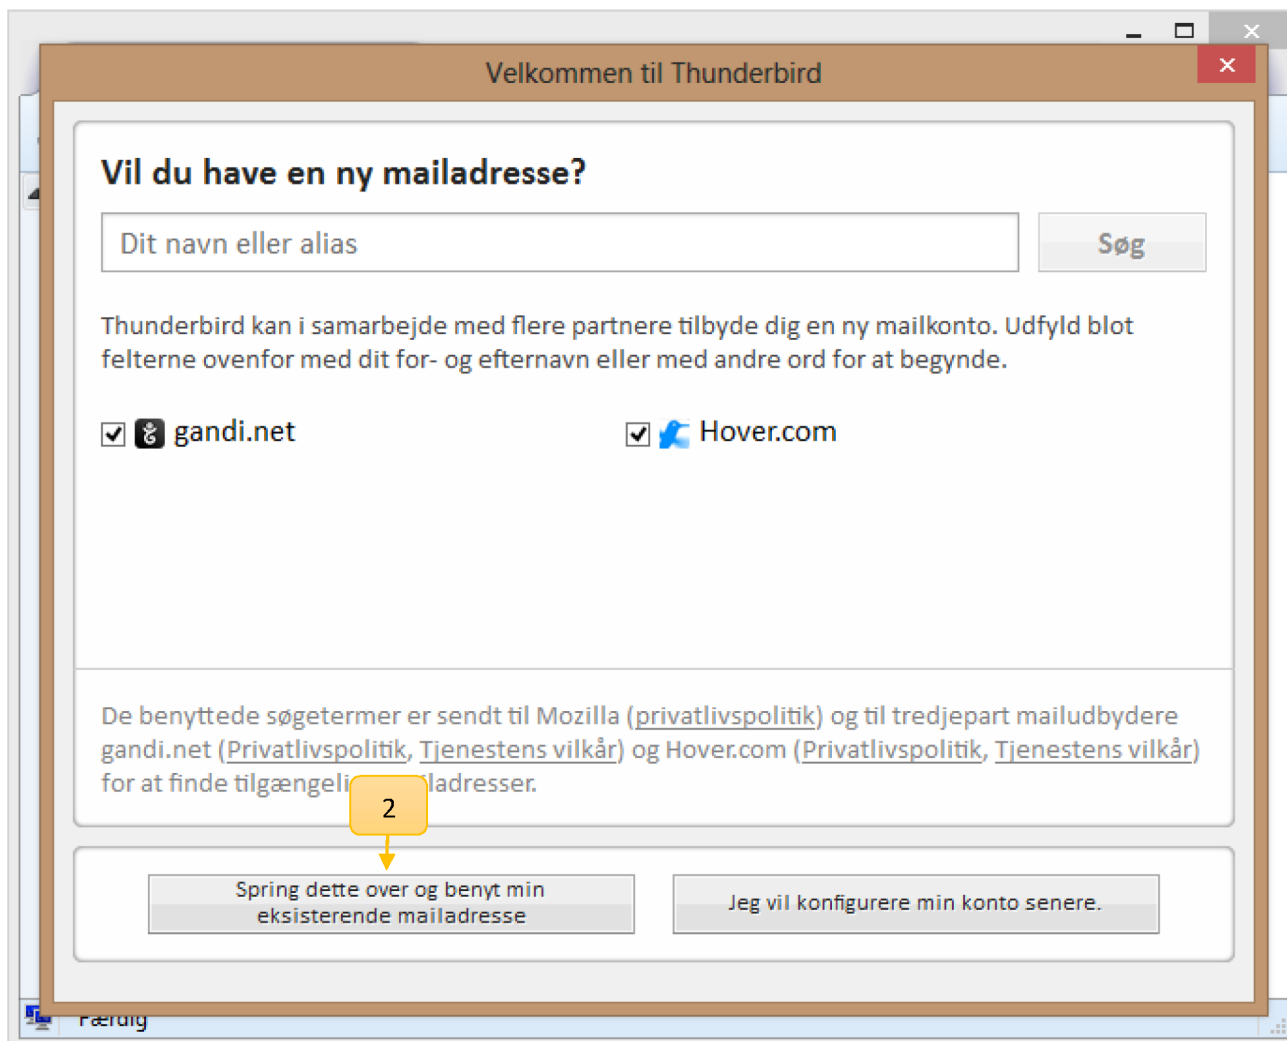 Velkommen til Thunderbird
Vil du have en ny mailadresse?
Dit navn eller alias
Søg
Thunderbird kan i samarbejde med flere partnere tilbyde dig en ny mailkonto. Udfyld blot
felterne ovenfor med dit for- og efternavn eller med andre ord for at begynde.
gandi.net
Hover.com
De benyttede søgetermer er sendt til Mozilla (privatlivspolitik) og til tredjepart mailudbydere
gandi.net (Privatlivspolitik, Tjenestens vilkår) og Hover.com (Privatlivspolitik, Tjenestens vilkår)
for at finde
2
Spring dette over og benyt min
eksisterende mailadresse
Jeg vil konfigurere min konto senere.
Færdig